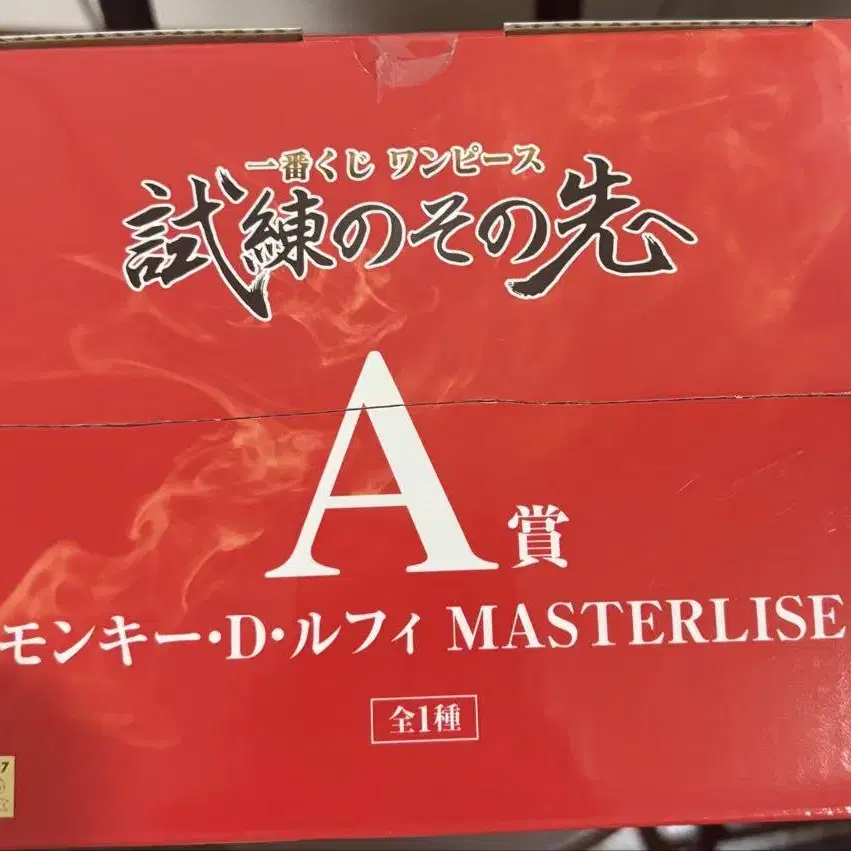 一番くじ ワンピース
試練のその先へ
A賞
モンキー・D・ルフィ MASTERLISE
全1種
7